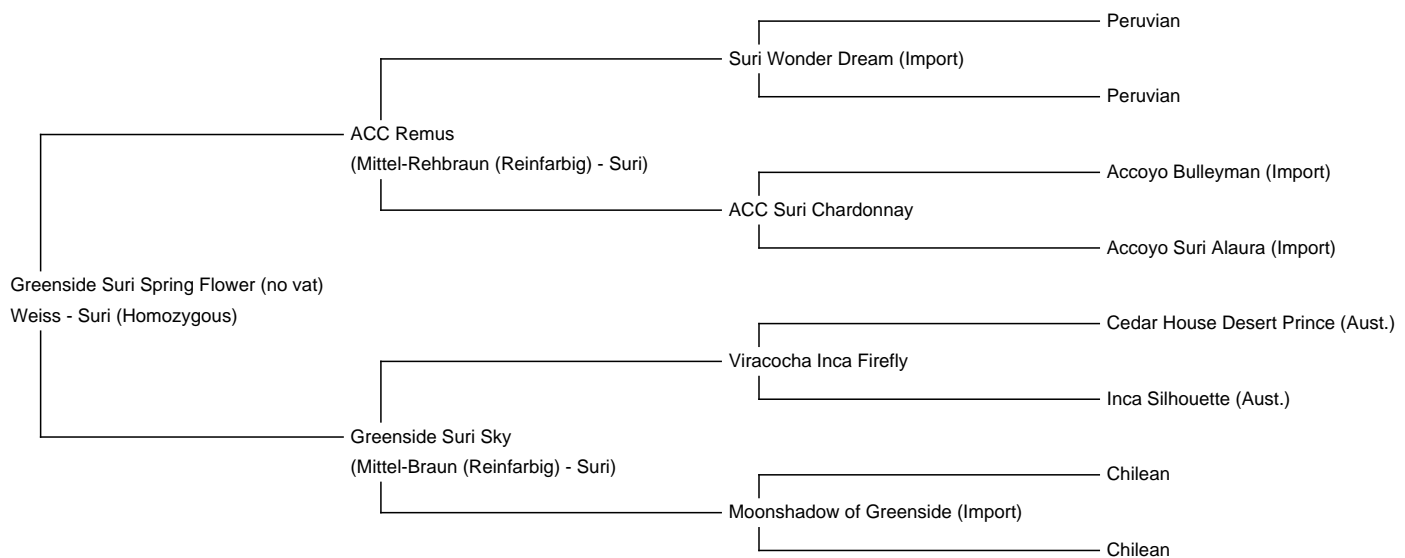 Peruvian
Suri Wonder Dream (Import)
Peruvian
ACC Remus
(Mittel-Rehbraun (Reinfarbig) - Suri)
Accoyo Bulleyman (Import)
ACC Suri Chardonnay
Accoyo Suri Alaura (Import)
Greenside Suri Spring Flower (no vat)
Weiss - Suri (Homozygous)
Cedar House Desert Prince (Aust.)
Viracocha Inca Firefly
Inca Silhouette (Aust.)
Greenside Suri Sky
(Mittel-Braun (Reinfarbig) - Suri)
Chilean
Moonshadow of Greenside (Import)
Chilean